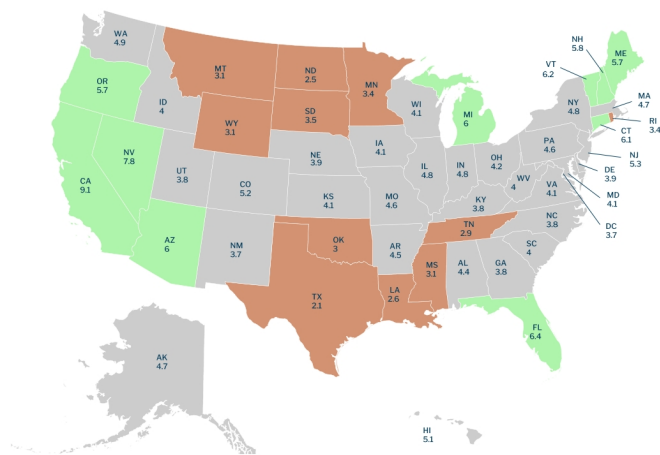 WA
4.9
OR
5.7
CA
9.1
NV
7.8
ID
4
MT
3.1
WY
3.1
UT
3.8
AZ
6
CO
5.2
NM
3.7
ND
2.5
SD
3.5
NE
3.9
KS
4.1
OK
3
TX
2.1
MN
3.4
IA
4.1
MO
4.6
AR
4.5
LA
2.6
WI
4.1
IL
4.8
MS
3.1
MI
6
IN
4.8
OH
4.2
KY
3.8
TN
2.9
AL
4.4
GA
3.8
FL
6.4
SC
4
NC
3.8
VA
4.1
WV
4
PA
4.6
NY
4.8
VT
6.2
NH
5.8
ME
5.7
MA
4.7
RI
3.4
CT
6.1
NJ
5.3
DE
3.9
MD
4.1
DC
3.7
AK
4.7
HI
5.1